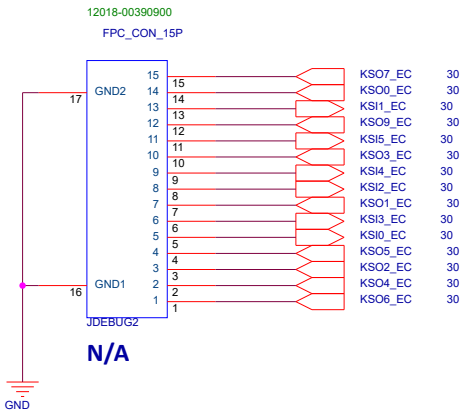 12018-00390900
FPC_CON_15P
15 15 KSO7_EC 30
14 14 KSO0_EC 30
17 GND2 13 13 KSI1_EC 30
12 12 KSO9_EC 30
11 11 KSI5_EC 30
10 10 KSO3_EC 30
9 9 KSI4_EC 30
8 8 KSI2_EC 30
7 7 KSO1_EC 30
6 6 KSI3_EC 30
5 5 KSI0_EC 30
4 4 KSO5_EC 30
3 3 KSO2_EC 30
16 GND1 2 2 KSO4_EC 30
1 1 KSO6_EC 30
JDEBUG2
N/A
GND